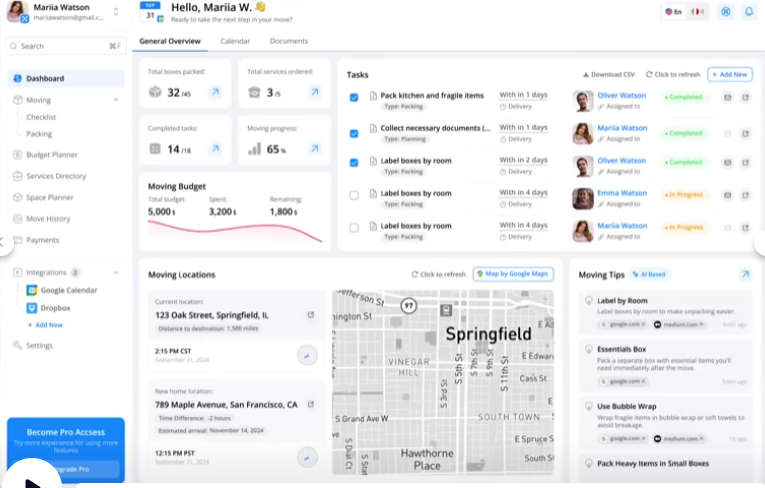 Mariia Watson
mariiawatson@gmail.c...
Search
⌘F
Dashboard
Moving
Checklist
Packing
Budget Planner
Services Directory
Space Planner
Move History
Payments
Integrations 2
Google Calendar
Dropbox
+ Add New
Settings
Become Pro Accsess
Try more experience for using more
features
grade Pro
SEP
31
Hello, Mariia W. 👋
Ready to take the next step in your move?
En
General Overview
Calendar
Documents
Total boxes packed:
32/45
Total services ordered:
3/5
Completed tasks:
14/18
Moving progress:
65%
Moving Budget
Total budget:
5,000$
Spent:
3,200$
Remaining:
1,800$
Tasks
Download CSV
Click to refresh
+ Add New
Pack kitchen and fragile items
Type: Packing
With in 1 days
Delivery
Oliver Watson
Assigned to
Completed
Collect necessary documents (...
Type: Planning
With in 1 days
Delivery
Mariia Watson
Assigned to
Completed
Label boxes by room
Type: Packing
With in 2 days
Delivery
Oliver Watson
Assigned to
Completed
Label boxes by room
Type: Packing
With in 4 days
Delivery
Emma Watson
Assigned to
In Progress
Label boxes by room
Type: Packing
With in 4 days
Delivery
Mariia Watson
Assigned to
In Progress
Moving Locations
Click to refresh
Map by Google Maps
Current location:
123 Oak Street, Springfield, IL
Distance to destination: 1,500 miles
2:15 PM CST
September 31, 2024
New home location:
789 Maple Avenue, San Francisco, CA
Time Difference: -2 hours
Estimated arrival: November 14, 2024
12:15 PM PST
September 31, 2024
Jefferson St
97
ington St
Springfield
E Edwar
VINEGAR
HILL
Cass St
S 3rd St
S 5th St
S 7th St
S 9th St
S 11th St
S Grand Ave W
SOUTH TOWN
E Spruce S
Hawthorne
Place
South St
Moving Tips
AI Based
Label by Room
Label boxes by room to make unpacking easier.
google.com
medium.com
Essentials Box
Pack a separate box with essential items you'll
need immediately after the move.
google.com
5min ago
Use Bubble Wrap
Wrap fragile items in bubble wrap or soft towels to
avoid breakage.
google.com
medium.com
1h ago
Pack Heavy Items in Small Boxes